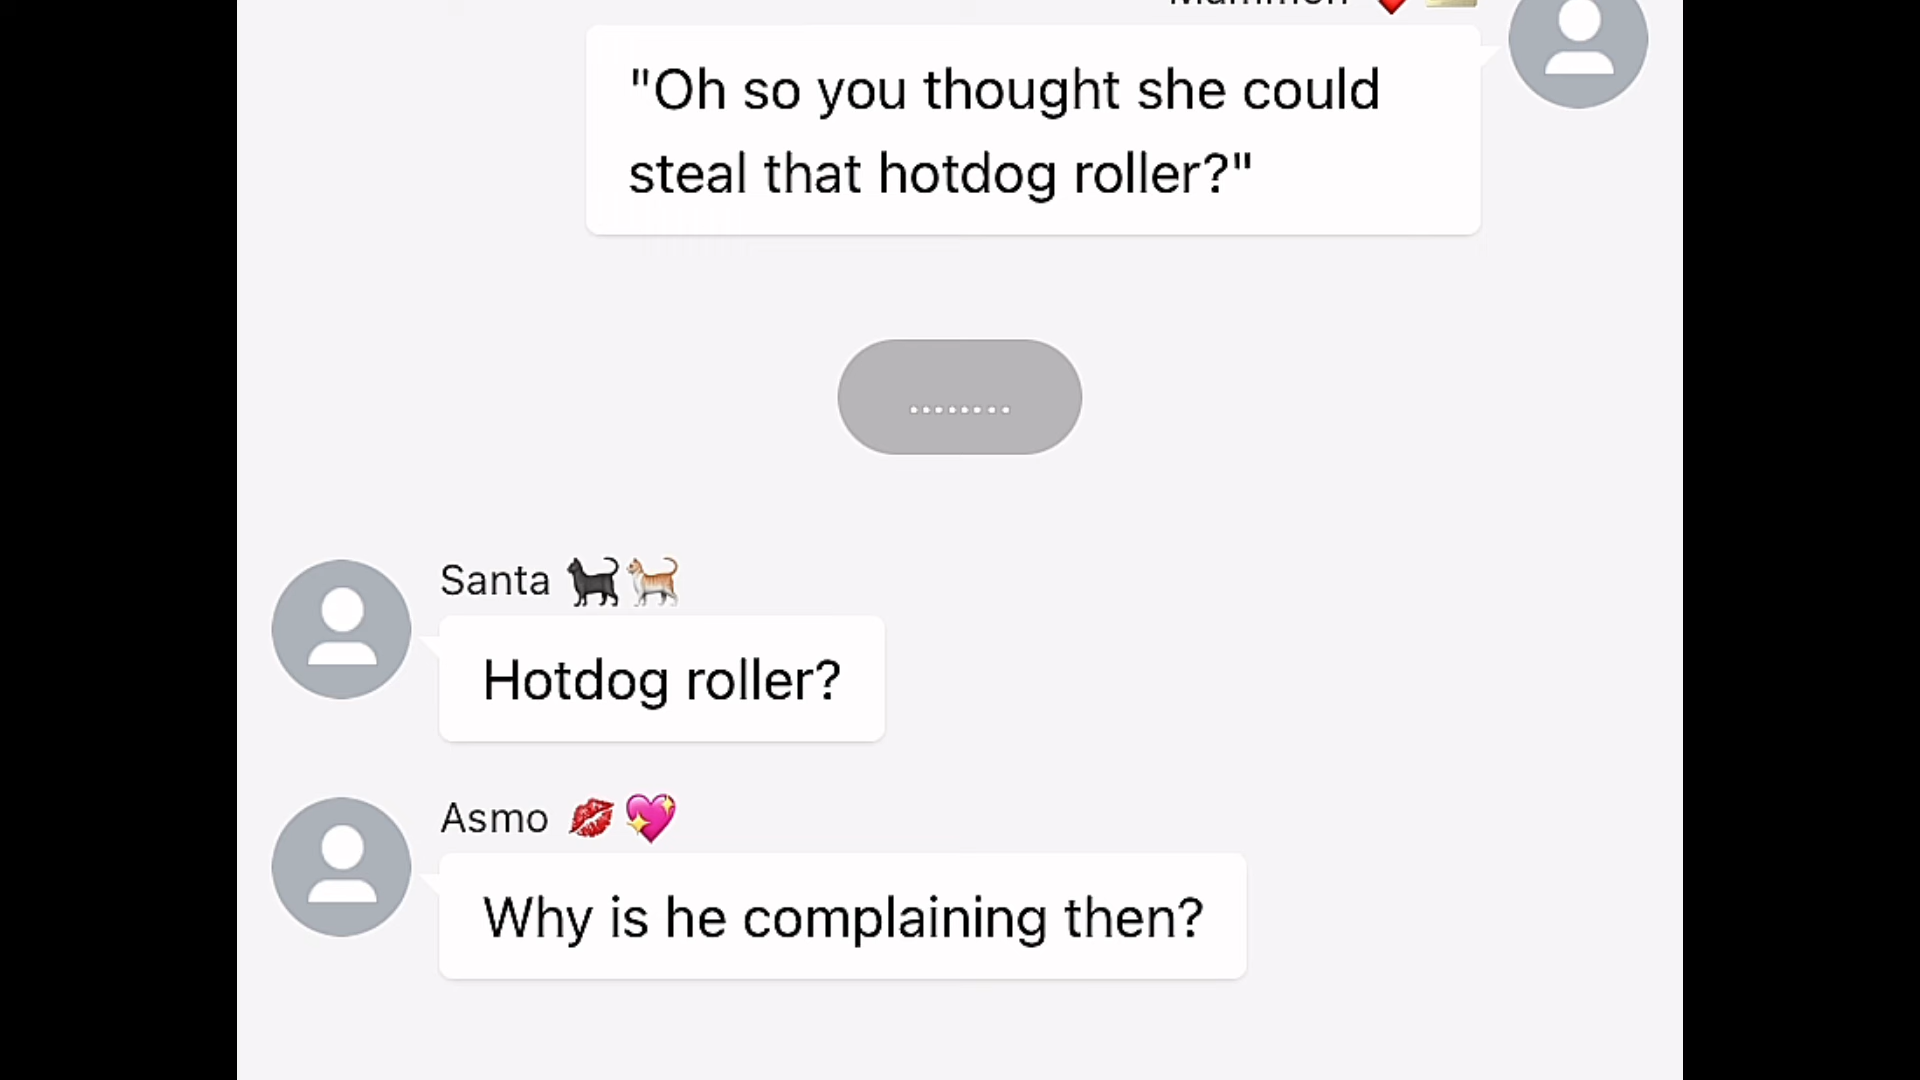 Mammon ❤️
"Oh so you thought she could
steal that hotdog roller?"
........
Santa 🐈‍⬛🐈
Hotdog roller?
Asmo 💋💖
Why is he complaining then?